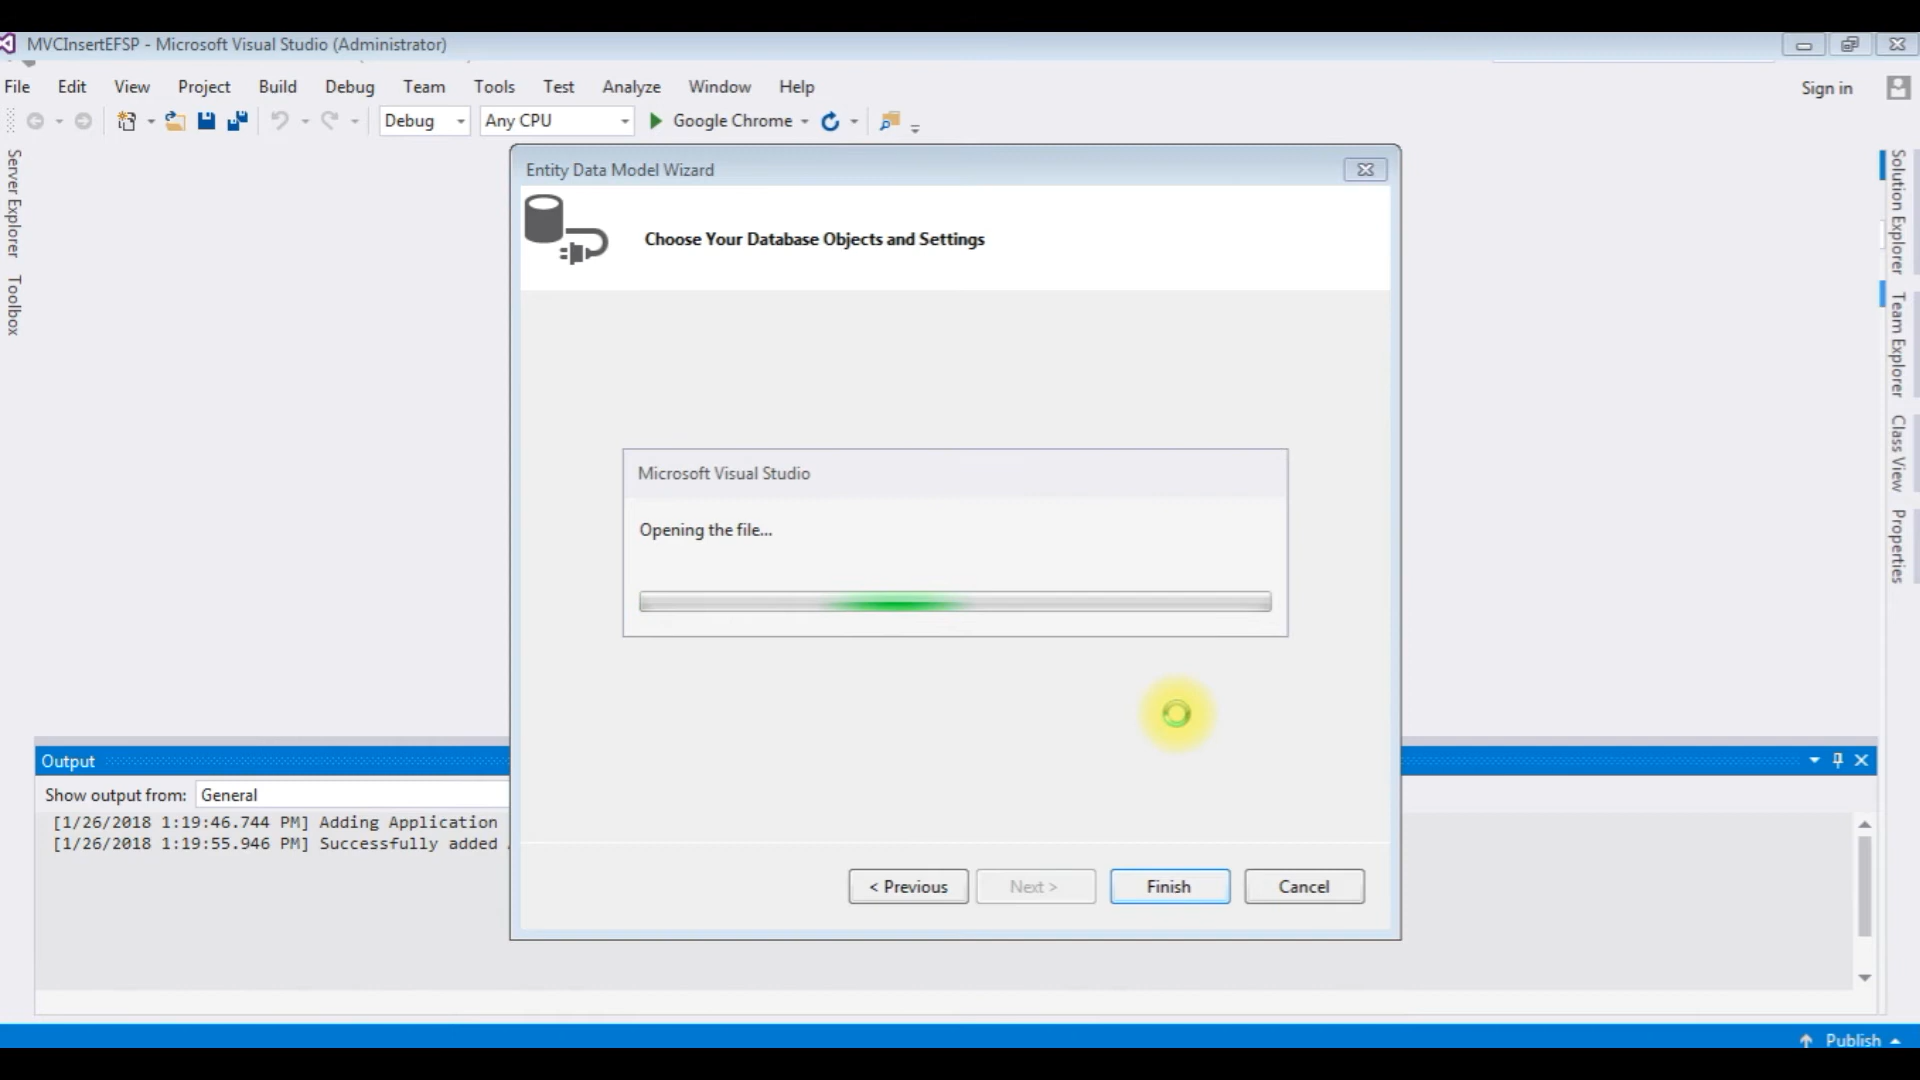 MVCInsertEFSP - Microsoft Visual Studio (Administrator)
File Edit View Project Build Debug Team Tools Test Analyze Window Help
Sign in
Debug Any CPU Google Chrome
Server Explorer
Toolbox
Entity Data Model Wizard
Choose Your Database Objects and Settings
Microsoft Visual Studio
Opening the file...
< Previous Next > Finish Cancel
Solution Explorer
Team Explorer
Class View
Properties
Output
Show output from: General
[1/26/2018 1:19:46.744 PM] Adding Application
[1/26/2018 1:19:55.946 PM] Successfully added
Publish